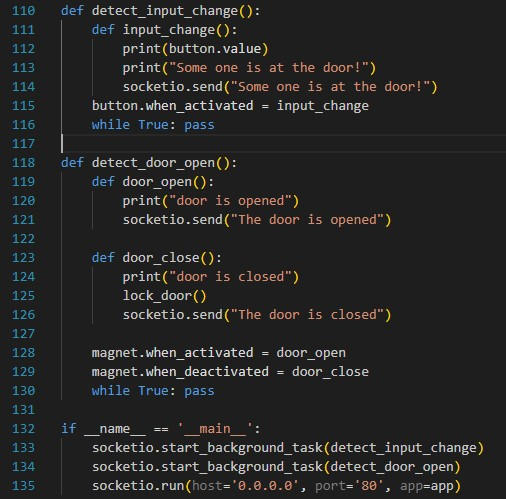 110 def detect_input_change():
111     def input_change():
112         print(button.value)
113         print("Some one is at the door!")
114         socketio.send("Some one is at the door!")
115     button.when_activated = input_change
116     while True: pass
117
118 def detect_door_open():
119     def door_open():
120         print("door is opened")
121         socketio.send("The door is opened")
122
123     def door_close():
124         print("door is closed")
125         lock_door()
126         socketio.send("The door is closed")
127
128     magnet.when_activated = door_open
129     magnet.when_deactivated = door_close
130     while True: pass
131
132 if __name__ == '__main__':
133     socketio.start_background_task(detect_input_change)
134     socketio.start_background_task(detect_door_open)
135     socketio.run(host='0.0.0.0', port='80', app=app)